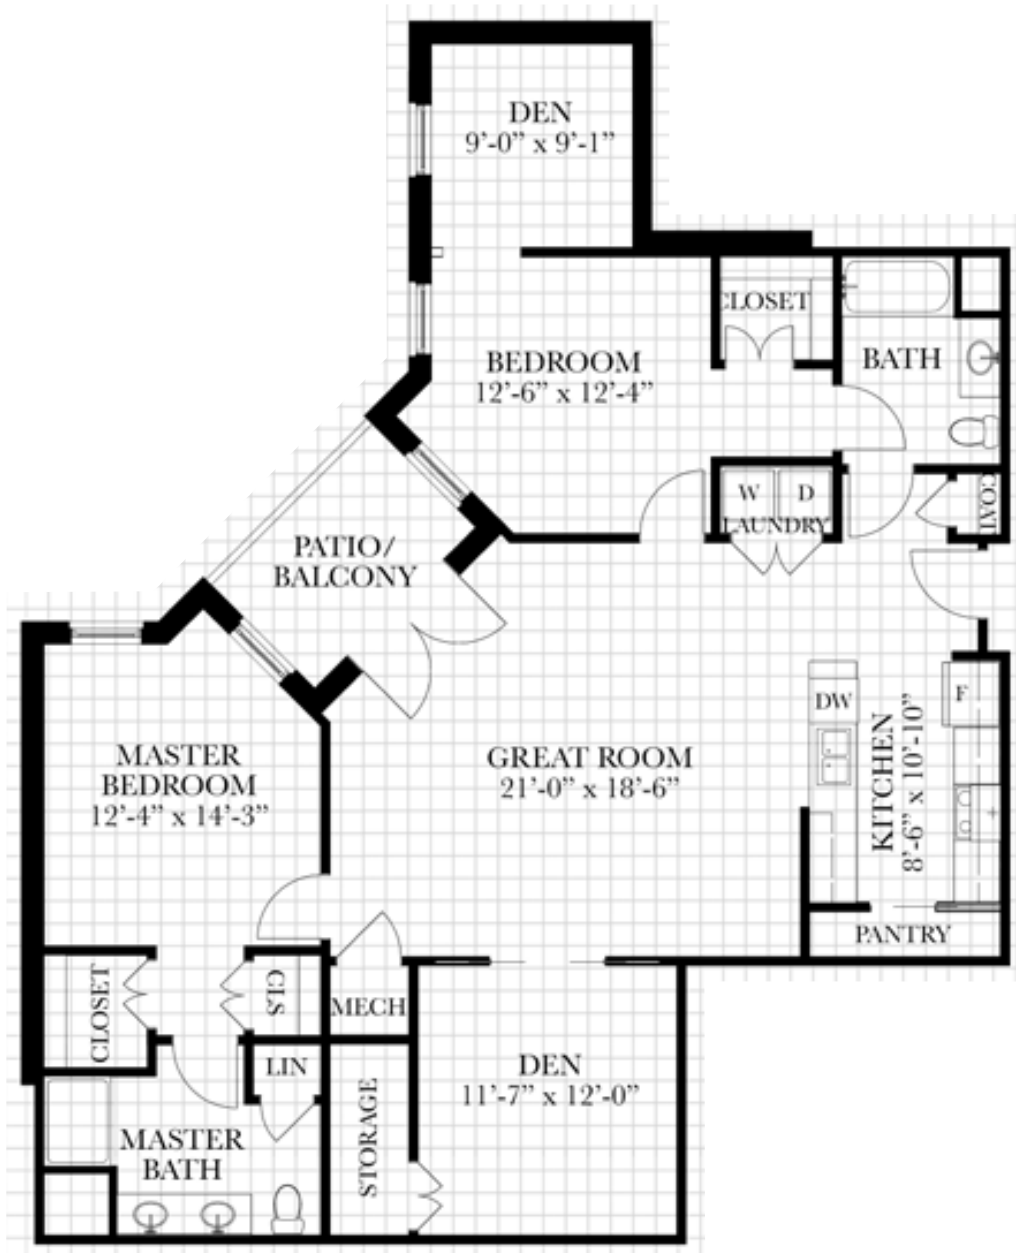 DEN
9’-0” x 9’-1”
CLOSET
BEDROOM
12’-6” x 12’-4”
BATH
W
D
LAUNDRY
COAT
PATIO/
BALCONY
DW
F
MASTER
BEDROOM
12’-4” x 14’-3”
GREAT ROOM
21’-0” x 18’-6”
KITCHEN
8’-6” x 10’-10”
PANTRY
CLOSET
CLS
MECH
LIN
DEN
11’-7” x 12’-0”
STORAGE
MASTER
BATH